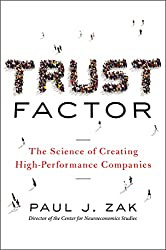 TRUST
FACTOR
The Science of Creating
High-Performance Companies
PAUL J. ZAK
Director of the Center for Neuroeconomics Studies